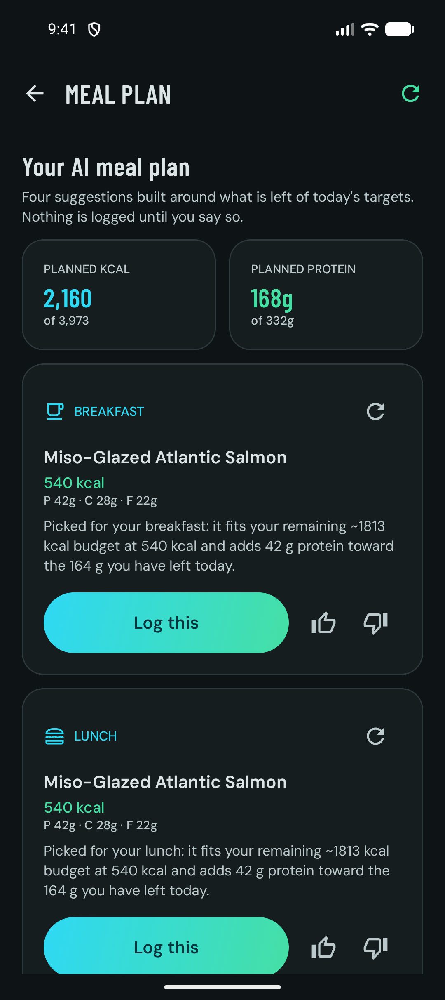 9:41
MEAL PLAN
Your AI meal plan
Four suggestions built around what is left of today's targets.
Nothing is logged until you say so.
PLANNED KCAL
2,160
of 3,973
PLANNED PROTEIN
168g
of 332g
BREAKFAST
Miso-Glazed Atlantic Salmon
540 kcal
P 42g · C 28g · F 22g
Picked for your breakfast: it fits your remaining ~1813
kcal budget at 540 kcal and adds 42 g protein toward
the 164 g you have left today.
Log this
LUNCH
Miso-Glazed Atlantic Salmon
540 kcal
P 42g · C 28g · F 22g
Picked for your lunch: it fits your remaining ~1813 kcal
budget at 540 kcal and adds 42 g protein toward the
164 g you have left today.
Log this